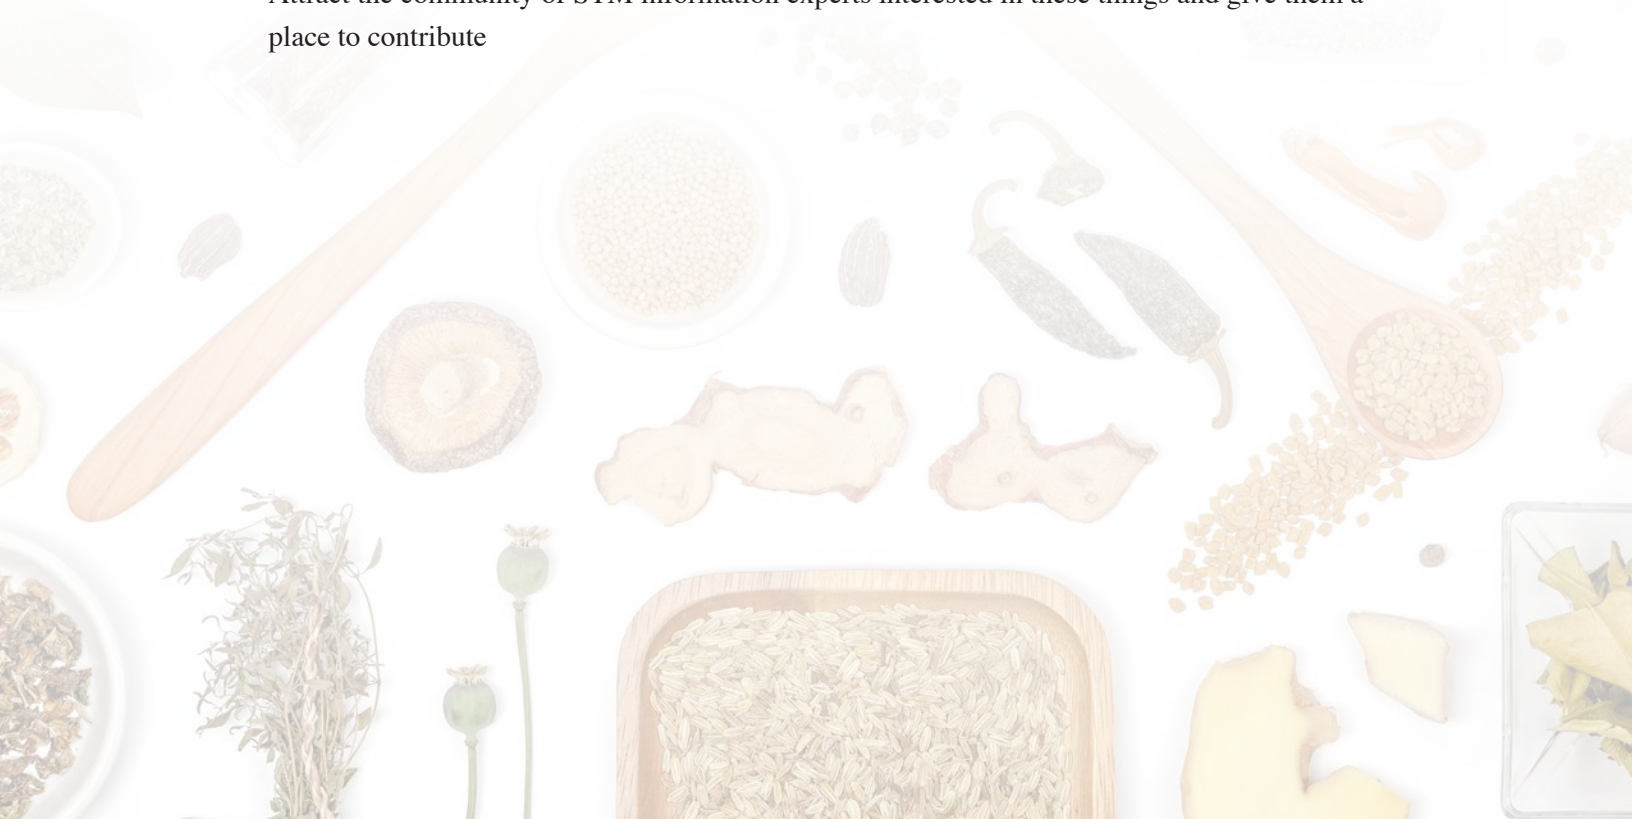 Attract the community of STM information experts interested in these things and give them a
place to contribute